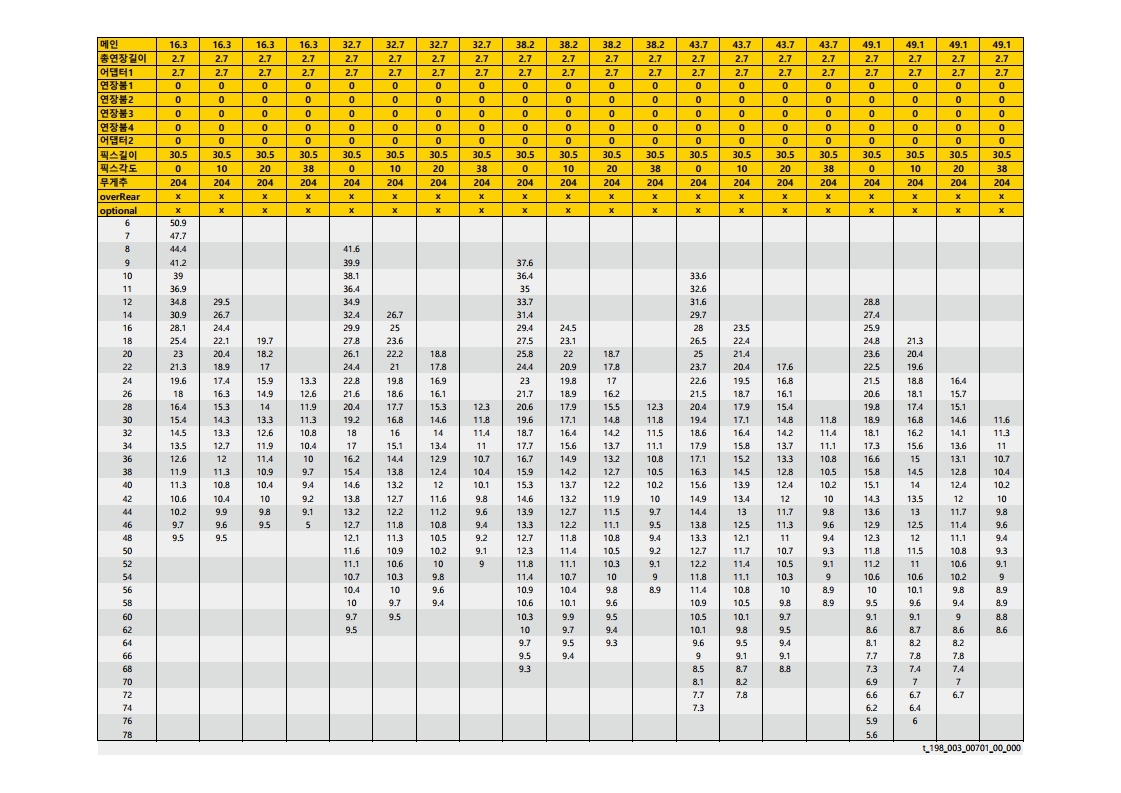 메인 16.3 16.3 16.3 16.3 32.7 32.7 32.7 32.7 38.2 38.2 38.2 38.2 43.7 43.7 43.7 43.7 49.1 49.1 49.1 49.1
총연장길이 2.7 2.7 2.7 2.7 2.7 2.7 2.7 2.7 2.7 2.7 2.7 2.7 2.7 2.7 2.7 2.7 2.7 2.7 2.7 2.7
어댑터1 2.7 2.7 2.7 2.7 2.7 2.7 2.7 2.7 2.7 2.7 2.7 2.7 2.7 2.7 2.7 2.7 2.7 2.7 2.7 2.7
연장붐1 0 0 0 0 0 0 0 0 0 0 0 0 0 0 0 0 0 0 0 0
연장붐2 0 0 0 0 0 0 0 0 0 0 0 0 0 0 0 0 0 0 0 0
연장붐3 0 0 0 0 0 0 0 0 0 0 0 0 0 0 0 0 0 0 0 0
연장붐4 0 0 0 0 0 0 0 0 0 0 0 0 0 0 0 0 0 0 0 0
어댑터2 0 0 0 0 0 0 0 0 0 0 0 0 0 0 0 0 0 0 0 0
픽스길이 30.5 30.5 30.5 30.5 30.5 30.5 30.5 30.5 30.5 30.5 30.5 30.5 30.5 30.5 30.5 30.5 30.5 30.5 30.5 30.5
픽스각도 0 10 20 38 0 10 20 38 0 10 20 38 0 10 20 38 0 10 20 38
무게추 204 204 204 204 204 204 204 204 204 204 204 204 204 204 204 204 204 204 204 204
overRear x x x x x x x x x x x x x x x x x x x x
optional x x x x x x x x x x x x x x x x x x x x
6 50.9
7 47.7
8 44.4 41.6
9 41.2 39.9 37.6
10 39 38.1 36.4 33.6
11 36.9 36.4 35 32.6
12 34.8 29.5 34.9 33.7 31.6 28.8
14 30.9 26.7 32.4 26.7 31.4 29.7 27.4
16 28.1 24.4 29.9 25 29.4 24.5 28 23.5 25.9
18 25.4 22.1 19.7 27.8 23.6 27.5 23.1 26.5 22.4 24.8 21.3
20 23 20.4 18.2 26.1 22.2 18.8 25.8 22 18.7 25 21.4 23.6 20.4
22 21.3 18.9 17 24.4 21 17.8 24.4 20.9 17.8 23.7 20.4 17.6 22.5 19.6
24 19.6 17.4 15.9 13.3 22.8 19.8 16.9 23 19.8 17 22.6 19.5 16.8 21.5 18.8 16.4
26 18 16.3 14.9 12.6 21.6 18.6 16.1 21.7 18.9 16.2 21.5 18.7 16.1 20.6 18.1 15.7
28 16.4 15.3 14 11.9 20.4 17.7 15.3 12.3 20.6 17.9 15.5 12.3 20.4 17.9 15.4 19.8 17.4 15.1
30 15.4 14.3 13.3 11.3 19.2 16.8 14.6 11.8 19.6 17.1 14.8 11.8 19.4 17.1 14.8 11.8 18.9 16.8 14.6 11.6
32 14.5 13.3 12.6 10.8 18 16 14 11.4 18.7 16.4 14.2 11.5 18.6 16.4 14.2 11.4 18.1 16.2 14.1 11.3
34 13.5 12.7 11.9 10.4 17 15.1 13.4 11 17.7 15.6 13.7 11.1 17.9 15.8 13.7 11.1 17.3 15.6 13.6 11
36 12.6 12 11.4 10 16.2 14.4 12.9 10.7 16.7 14.9 13.2 10.8 17.1 15.2 13.3 10.8 16.6 15 13.1 10.7
38 11.9 11.3 10.9 9.7 15.4 13.8 12.4 10.4 15.9 14.2 12.7 10.5 16.3 14.5 12.8 10.5 15.8 14.5 12.8 10.4
40 11.3 10.8 10.4 9.4 14.6 13.2 12 10.1 15.3 13.7 12.2 10.2 15.6 13.9 12.4 10.2 15.1 14 12.4 10.2
42 10.6 10.4 10 9.2 13.8 12.7 11.6 9.8 14.6 13.2 11.9 10 14.9 13.4 12 10 14.3 13.5 12 10
44 10.2 9.9 9.8 9.1 13.2 12.2 11.2 9.6 13.9 12.7 11.5 9.7 14.4 13 11.7 9.8 13.6 13 11.7 9.8
46 9.7 9.6 9.5 5 12.7 11.8 10.8 9.4 13.3 12.2 11.1 9.5 13.8 12.5 11.3 9.6 12.9 12.5 11.4 9.6
48 9.5 9.5 12.1 11.3 10.5 9.2 12.7 11.8 10.8 9.4 13.3 12.1 11 9.4 12.3 12 11.1 9.4
50 11.6 10.9 10.2 9.1 12.3 11.4 10.5 9.2 12.7 11.7 10.7 9.3 11.8 11.5 10.8 9.3
52 11.1 10.6 10 9 11.8 11.1 10.3 9.1 12.2 11.4 10.5 9.1 11.2 11 10.6 9.1
54 10.7 10.3 9.8 11.4 10.7 10 9 11.8 11.1 10.3 9 10.6 10.6 10.2 9
56 10.4 10 9.6 10.9 10.4 9.8 8.9 11.4 10.8 10 8.9 10 10.1 9.8 8.9
58 10 9.7 9.4 10.6 10.1 9.6 10.9 10.5 9.8 8.9 9.5 9.6 9.4 8.9
60 9.7 9.5 10.3 9.9 9.5 10.5 10.1 9.7 9.1 9.1 9 8.8
62 9.5 10 9.7 9.4 10.1 9.8 9.5 8.6 8.7 8.6 8.6
64 9.7 9.5 9.3 9.6 9.5 9.4 8.1 8.2 8.2
66 9.5 9.4 9 9.1 9.1 7.7 7.8 7.8
68 9.3 8.5 8.7 8.8 7.3 7.4 7.4
70 8.1 8.2 6.9 7 7
72 7.7 7.8 6.6 6.7 6.7
74 7.3 6.2 6.4
76 5.9 6
78 5.6
t_198_003_00701_00_000